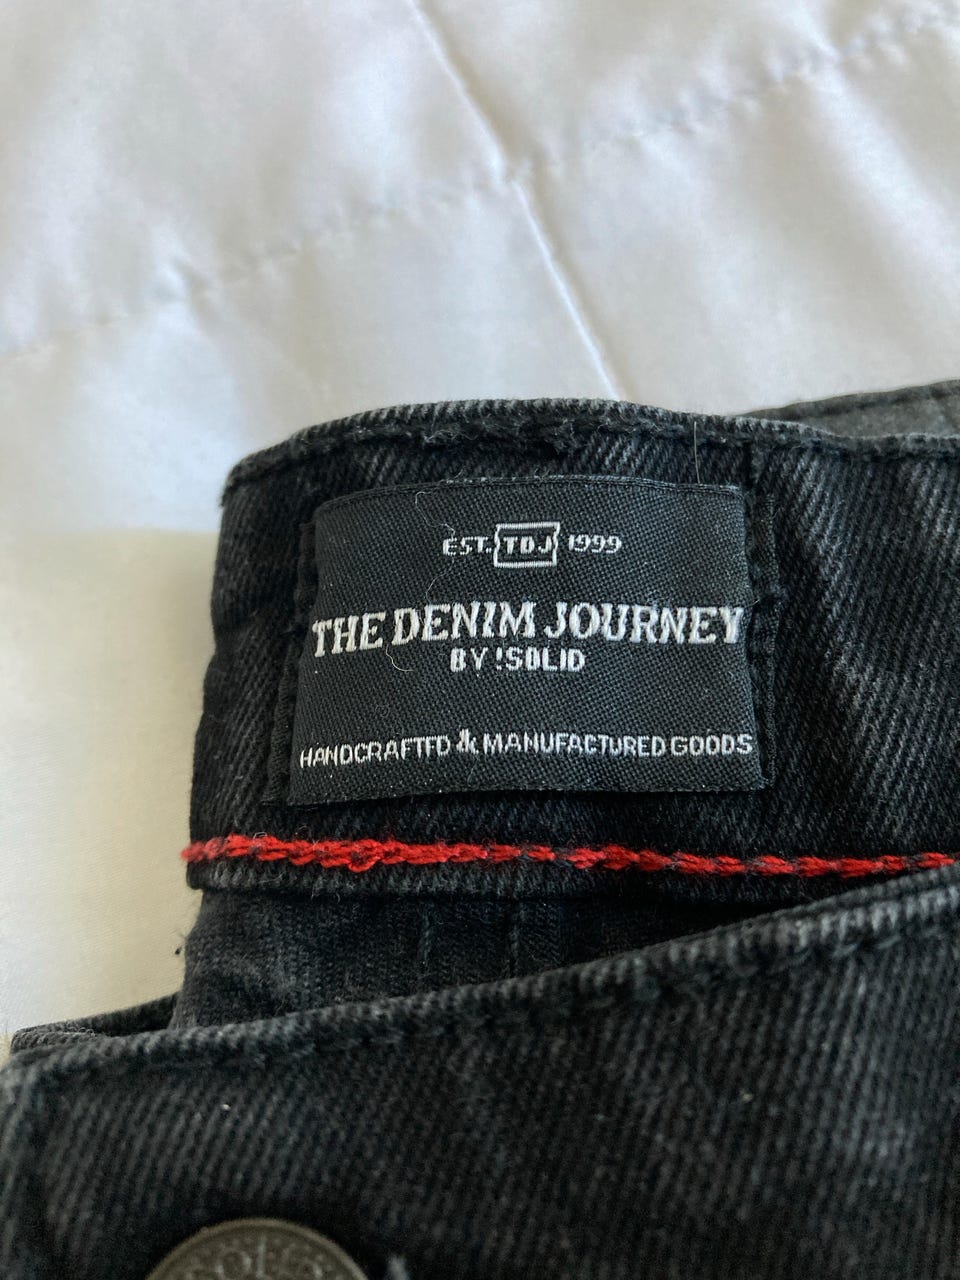 EST. TDJ 1999
THE DENIM JOURNEY
BY !SOLID
HANDCRAFTED & MANUFACTURED GOODS